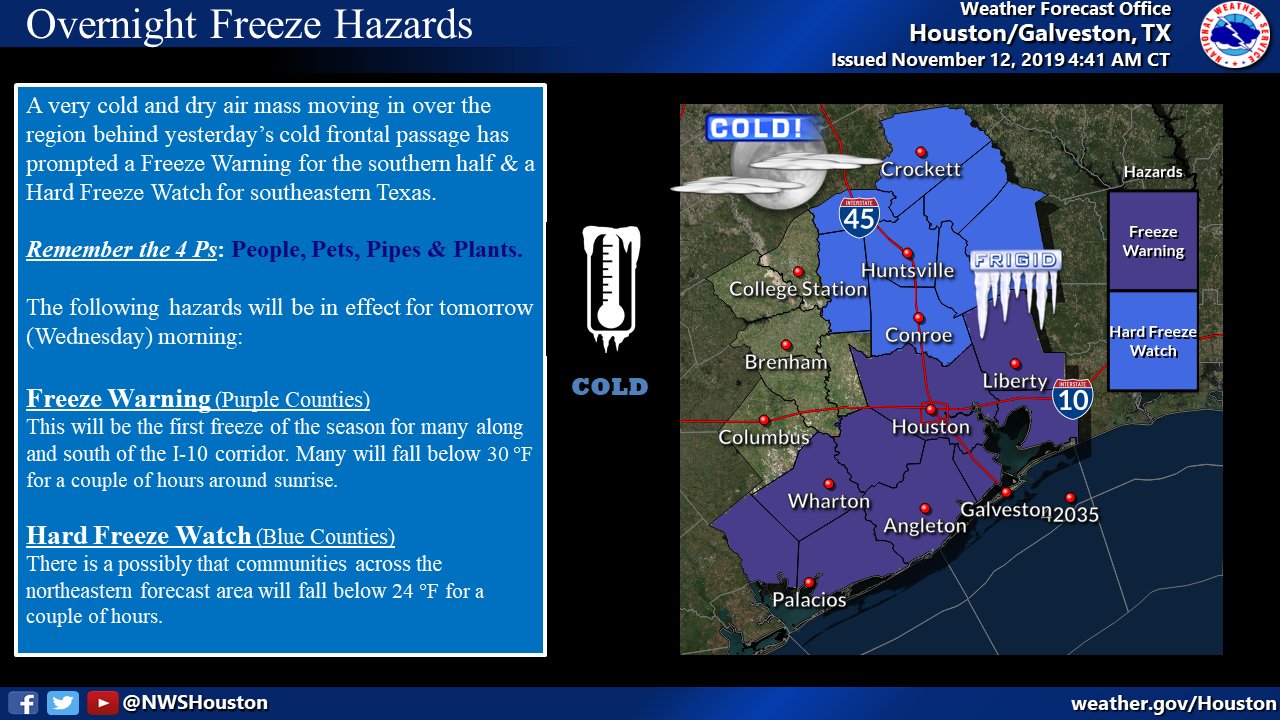 Overnight Freeze Hazards
Weather Forecast Office
Houston/Galveston, TX
Issued November 12, 2019 4:41 AM CT
NATIONAL WEATHER SERVICE
A very cold and dry air mass moving in over the
region behind yesterday's cold frontal passage has
prompted a Freeze Warning for the southern half & a
Hard Freeze Watch for southeastern Texas.
Remember the 4 Ps: People, Pets, Pipes & Plants.
The following hazards will be in effect for tomorrow
(Wednesday) morning:
Freeze Warning (Purple Counties)
This will be the first freeze of the season for many along
and south of the I-10 corridor. Many will fall below 30 °F
for a couple of hours around sunrise.
Hard Freeze Watch (Blue Counties)
There is a possibly that communities across the
northeastern forecast area will fall below 24 °F for a
couple of hours.
COLD
COLD!
Crockett
INTERSTATE
45
Huntsville
FRIGID
College Station
Conroe
Brenham
Liberty
INTERSTATE
10
Houston
Columbus
Wharton
Galveston
42035
Angleton
Palacios
Hazards
Freeze
Warning
Hard Freeze
Watch
@NWSHouston
weather.gov/Houston